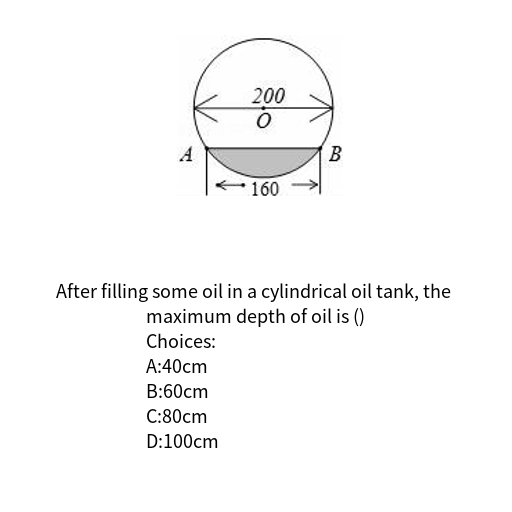 200
O
A
B
160
After filling some oil in a cylindrical oil tank, the
maximum depth of oil is ()
Choices:
A:40cm
B:60cm
C:80cm
D:100cm